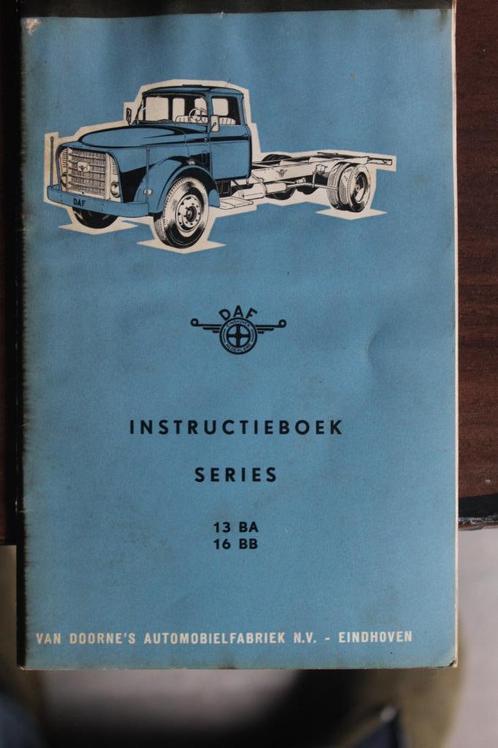 DAF
DAF
INSTRUCTIEBOEK
SERIES
13 BA
16 BB
VAN DOORNE'S AUTOMOBIELFABRIEK N.V. - EINDHOVEN